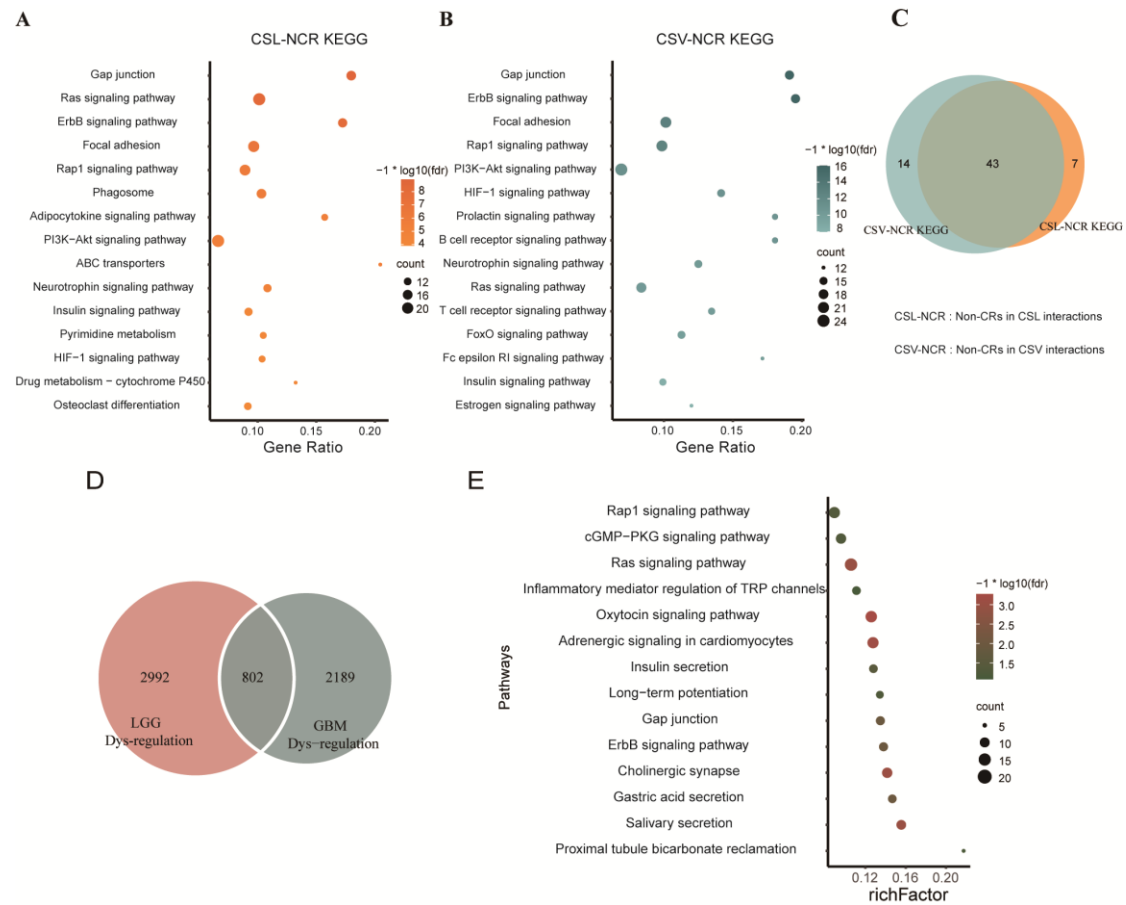 A
CSL-NCR KEGG
Gap junction
Ras signaling pathway
ErbB signaling pathway
Focal adhesion
Rap1 signaling pathway
Phagosome
Adipocytokine signaling pathway
PI3K-Akt signaling pathway
ABC transporters
Neurotrophin signaling pathway
Insulin signaling pathway
Pyrimidine metabolism
HIF−1 signaling pathway
Drug metabolism − cytochrome P450
Osteoclast differentiation
0.10 0.15 0.20
Gene Ratio
−1 * log10(fdr)
8
7
6
5
4
count
12
16
20
B
CSV-NCR KEGG
Gap junction
ErbB signaling pathway
Focal adhesion
Rap1 signaling pathway
PI3K−Akt signaling pathway
HIF−1 signaling pathway
Prolactin signaling pathway
B cell receptor signaling pathway
Neurotrophin signaling pathway
Ras signaling pathway
T cell receptor signaling pathway
FoxO signaling pathway
Fc epsilon RI signaling pathway
Insulin signaling pathway
Estrogen signaling pathway
0.10 0.15 0.20
Gene Ratio
−1 * log10(fdr)
16
14
12
10
8
count
12
15
18
21
24
C
14 43 7
CSV-NCR KEGG
CSL-NCR KEGG
CSL-NCR : Non-CRs in CSL interactions
CSV-NCR : Non-CRs in CSV interactions
D
2992 802 2189
LGG
Dys-regulation
GBM
Dys−regulation
E
Pathways
Rap1 signaling pathway
cGMP−PKG signaling pathway
Ras signaling pathway
Inflammatory mediator regulation of TRP channels
Oxytocin signaling pathway
Adrenergic signaling in cardiomyocytes
Insulin secretion
Long−term potentiation
Gap junction
ErbB signaling pathway
Cholinergic synapse
Gastric acid secretion
Salivary secretion
Proximal tubule bicarbonate reclamation
0.12 0.16 0.20
richFactor
−1 * log10(fdr)
3.0
2.5
2.0
1.5
count
5
10
15
20